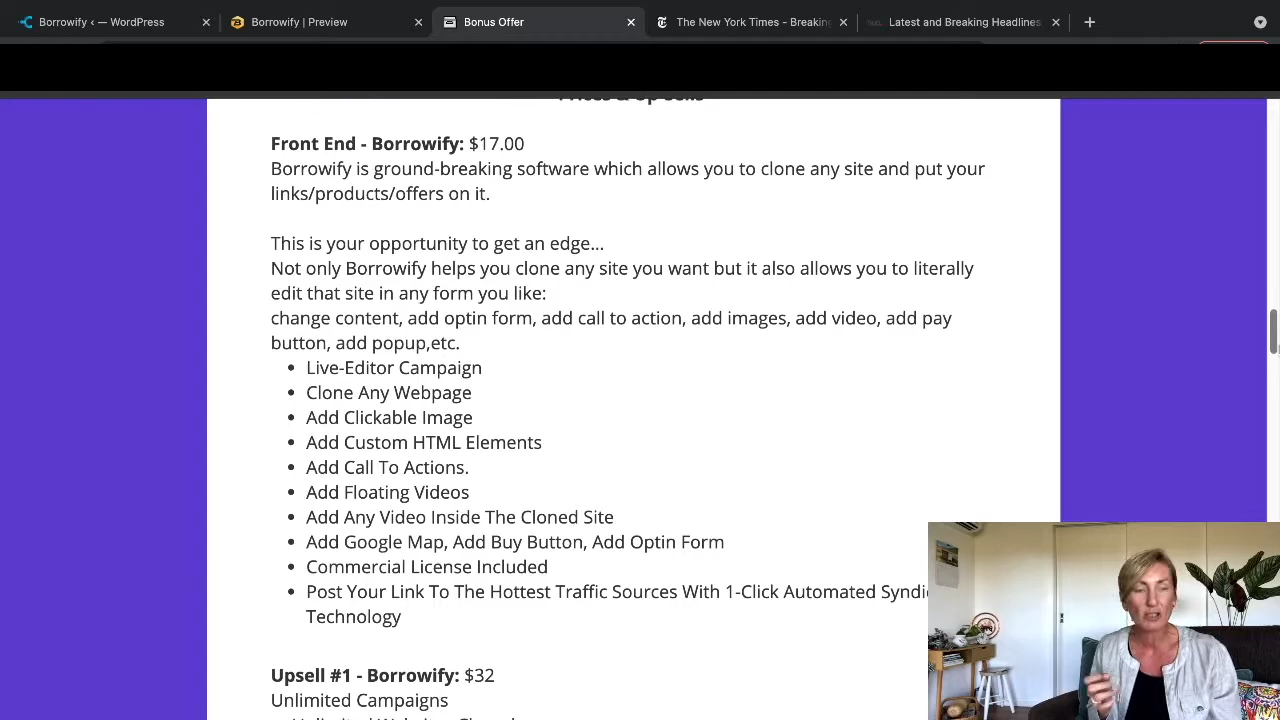 Borrowify ‹ — WordPress
Borrowify | Preview
Bonus Offer
The New York Times - Breaking
Latest and Breaking Headlines
Front End - Borrowify: $17.00
Borrowify is ground-breaking software which allows you to clone any site and put your
links/products/offers on it.
This is your opportunity to get an edge...
Not only Borrowify helps you clone any site you want but it also allows you to literally
edit that site in any form you like:
change content, add optin form, add call to action, add images, add video, add pay
button, add popup,etc.
• Live-Editor Campaign
• Clone Any Webpage
• Add Clickable Image
• Add Custom HTML Elements
• Add Call To Actions.
• Add Floating Videos
• Add Any Video Inside The Cloned Site
• Add Google Map, Add Buy Button, Add Optin Form
• Commercial License Included
• Post Your Link To The Hottest Traffic Sources With 1-Click Automated Syndi
Technology
Upsell #1 - Borrowify: $32
Unlimited Campaigns